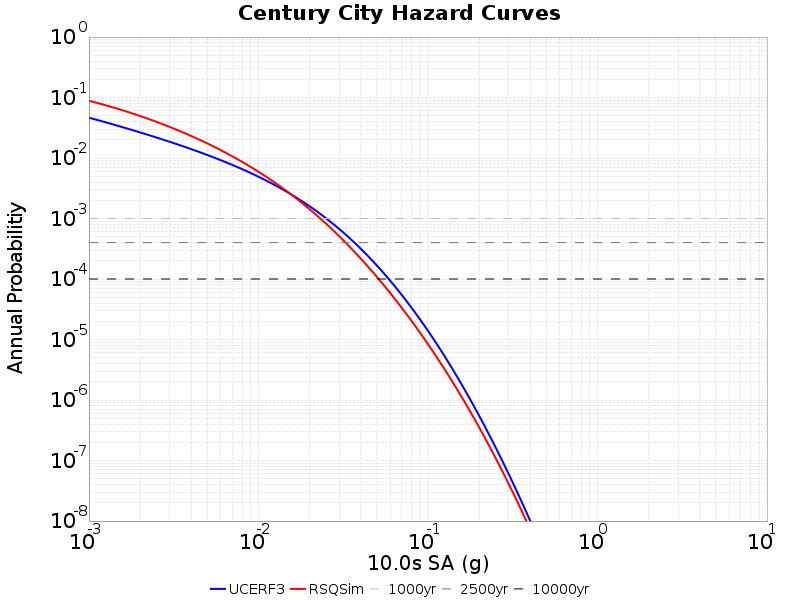 Century City Hazard Curves
Annual Probabilitiy
10^0
10^-1
10^-2
10^-3
10^-4
10^-5
10^-6
10^-7
10^-8
10^-3 10^-2 10^-1 10^0 10^1
10.0s SA (g)
UCERF3 RSQSim 1000yr 2500yr 10000yr